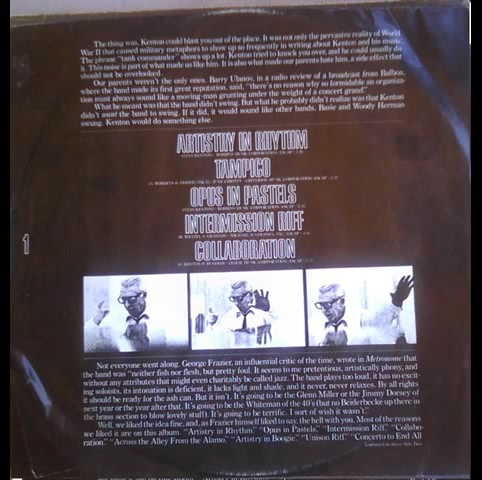 The thing was, Kenton could blast you out of the place. It was not only the pervasive reality of World
War II that caused military metaphors to show up so frequently in writing about Kenton and his music.
The phrase "tank commander" shows up a lot. Kenton tried to knock you over, and he could usually do
it. This noise is part of what made us like him. It is also what made our parents hate him, a side effect that
should not be overlooked.
Our parents weren't the only ones. Barry Ulanov, in a radio review of a broadcast from Balboa,
where the band made its first great reputation, said, "there's no reason why so formidable an organiza-
tion must always sound like a moving-man grunting under the weight of a concert grand."
What he meant was that the band didn't swing. But what he probably didn't realize was that Kenton
didn't want the band to swing. If it did, it would sound like other bands. Basie and Woody Herman
swung. Kenton would do something else.
ARTISTRY IN RHYTHM
TAMPICO
OPUS IN PASTELS
INTERMISSION RIFF
COLLABORATION
1
Not everyone went along. George Frazier, an influential critic of the time, wrote in Metronome that
the band was "neither fish nor flesh, but pretty foul. It seems to me pretentious, artistically phony, and
without any attributes that might even charitably be called jazz. The band plays too loud, it has no excit-
ing soloists, its intonation is deficient, it lacks light and shade, and it never, never relaxes. By all rights
it should be ready for the ash can. But it isn't. It's going to be the Glenn Miller or the Jimmy Dorsey of
next year or the year after that. It's going to be the Whiteman of the 40's (but no Beiderbecke up there in
the brass section to blow lovely stuff). It's going to be terrific. I sort of wish it wasn't."
Well, we liked the idea fine, and, as Frazier himself liked to say, the hell with you. Most of the reasons
we liked it are on this album. "Artistry in Rhythm." "Opus in Pastels." "Intermission Riff." "Collabo-
ration." "Across the Alley From the Alamo." "Artistry in Boogie." "Unison Riff." "Concerto to End All